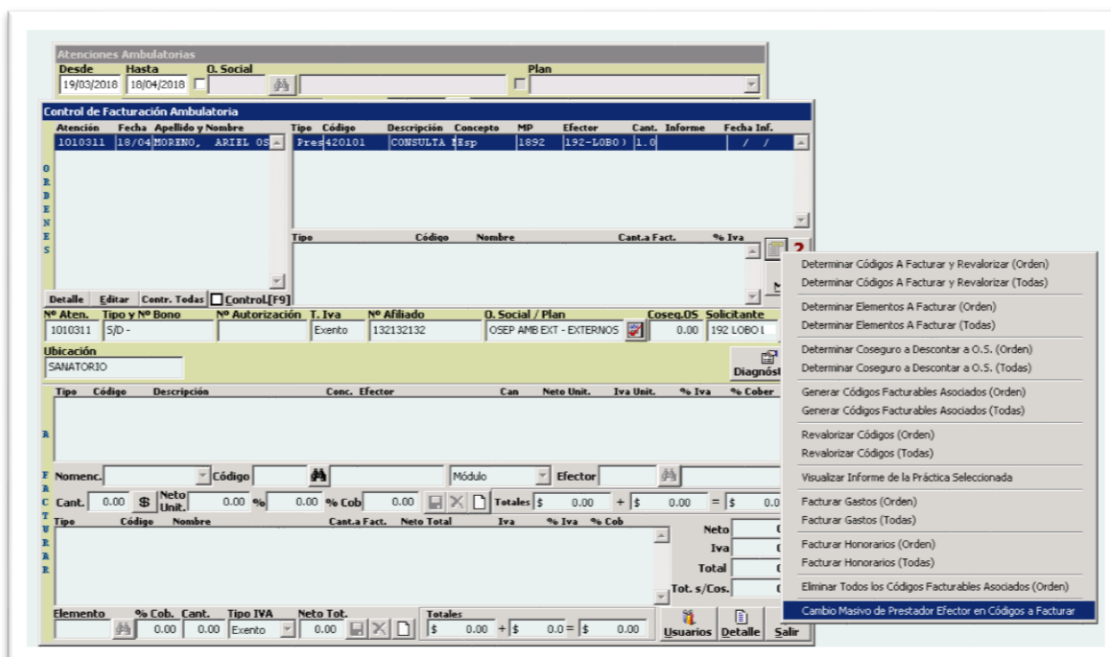 Atenciones Ambulatorias
Desde Hasta O. Social Plan
19/03/2018 18/04/2018
Control de Facturación Ambulatoria
Atención Fecha Apellido y Nombre Tipo Código Descripción Concepto MP Efector Cant. Informe Fecha Inf.
1010311 18/04 MORENO, ARIEL OS Pres 420101 CONSULTA Esp 1892 192-LOBO 1.0 / /
ORDENES
Tipo Código Nombre Cant.a Fact. % Iva
?
Detalle Editar Contr. Todas Control.[F9]
Nº Aten. Tipo y Nº Bono Nº Autorización T. Iva Nº Afiliado O. Social / Plan Coseg.OS Solicitante
1010311 S/D - Exento 132132132 OSEP AMB EXT - EXTERNOS 0.00 192 LOBO L
Ubicación
SANATORIO
Diagnóst
Tipo Código Descripción Conc. Efector Can Neto Unit. Iva Unit. % Iva % Cober
A FACTURAR
Nomenc. Código Módulo Efector
Cant. 0.00 $ Neto Unit. 0.00 % 0.00 % Cob 0.00 Totales $ 0.00 + $ 0.00 = $ 0.0
Tipo Código Nombre Cant.a Fact. Neto Total Iva % Iva % Cob
Neto
Iva
Total
Tot. s/Cos.
Elemento % Cob. Cant. Tipo IVA Neto Tot. Totales
0.00 0.00 Exento 0.00 $ 0.00 + $ 0.0 = $ 0.00
Usuarios Detalle Salir
Determinar Códigos A Facturar y Revalorizar (Orden)
Determinar Códigos A Facturar y Revalorizar (Todas)
Determinar Elementos A Facturar (Orden)
Determinar Elementos A Facturar (Todas)
Determinar Coseguro a Descontar a O.S. (Orden)
Determinar Coseguro a Descontar a O.S. (Todas)
Generar Códigos Facturables Asociados (Orden)
Generar Códigos Facturables Asociados (Todas)
Revalorizar Códigos (Orden)
Revalorizar Códigos (Todas)
Visualizar Informe de la Práctica Seleccionada
Facturar Gastos (Orden)
Facturar Gastos (Todas)
Facturar Honorarios (Orden)
Facturar Honorarios (Todas)
Eliminar Todos los Códigos Facturables Asociados (Orden)
Cambio Masivo de Prestador Efector en Códigos a Facturar